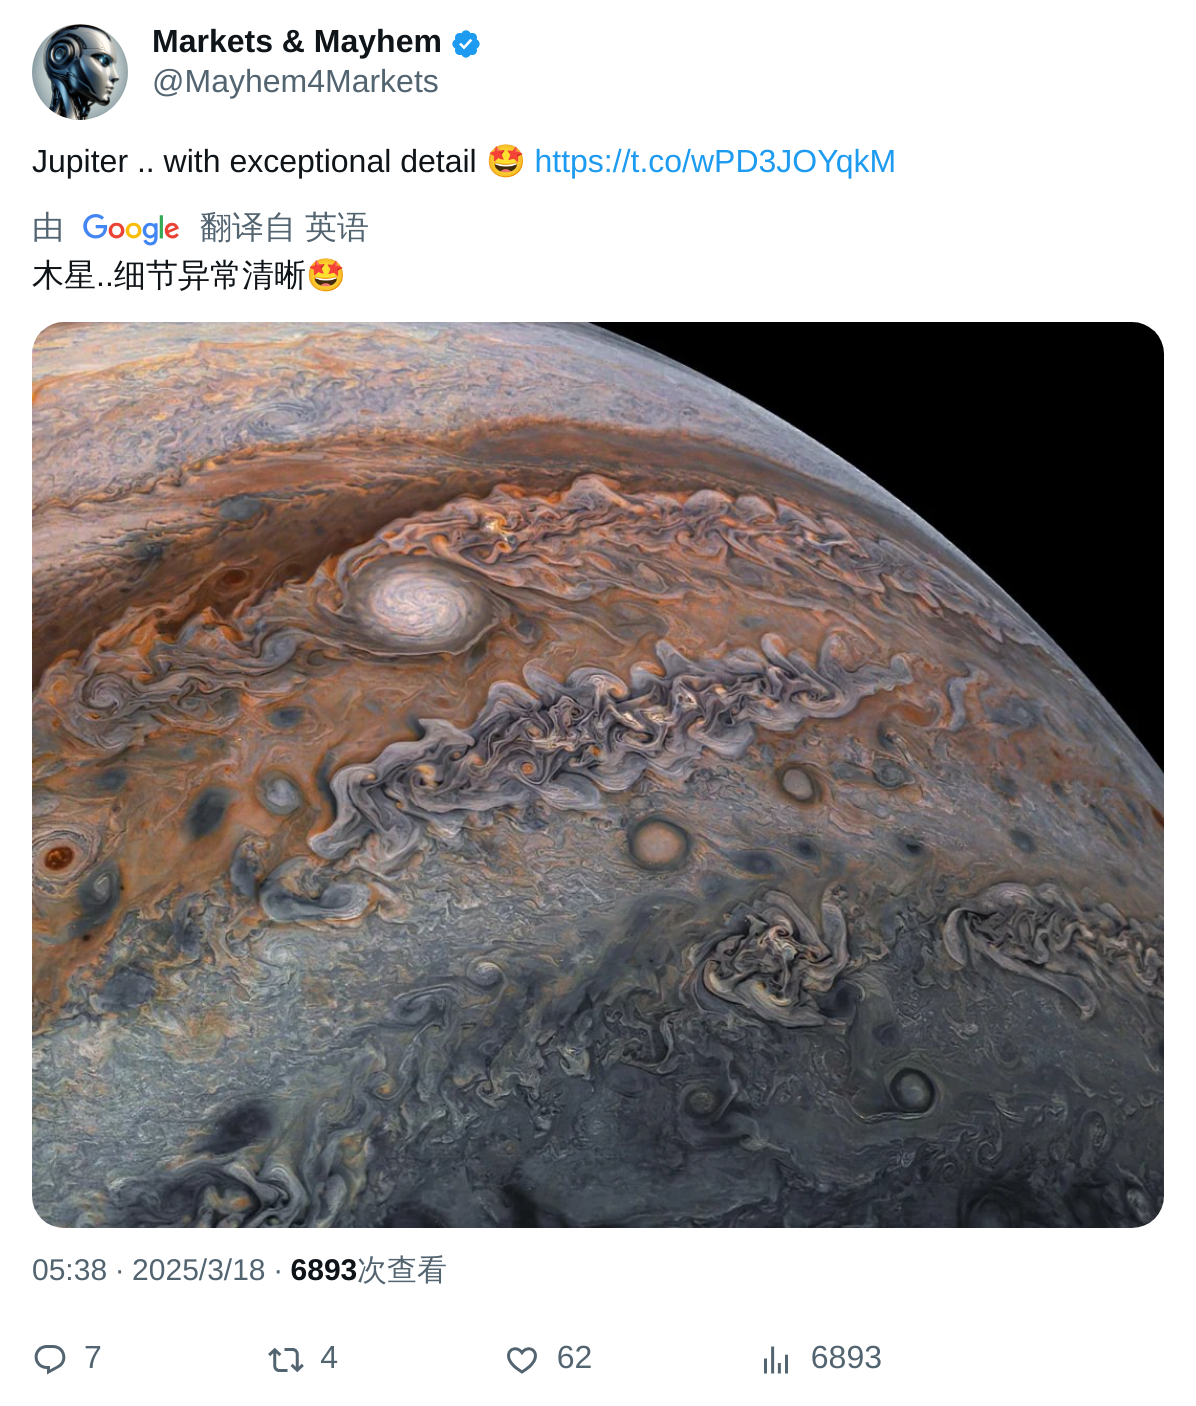 Markets & Mayhem
@Mayhem4Markets
Jupiter .. with exceptional detail 🤩 https://t.co/wPD3JOYqkM
由 Google 翻译自 英语
木星..细节异常清晰🤩
05:38 · 2025/3/18 · 6893次查看
7 4 62 6893